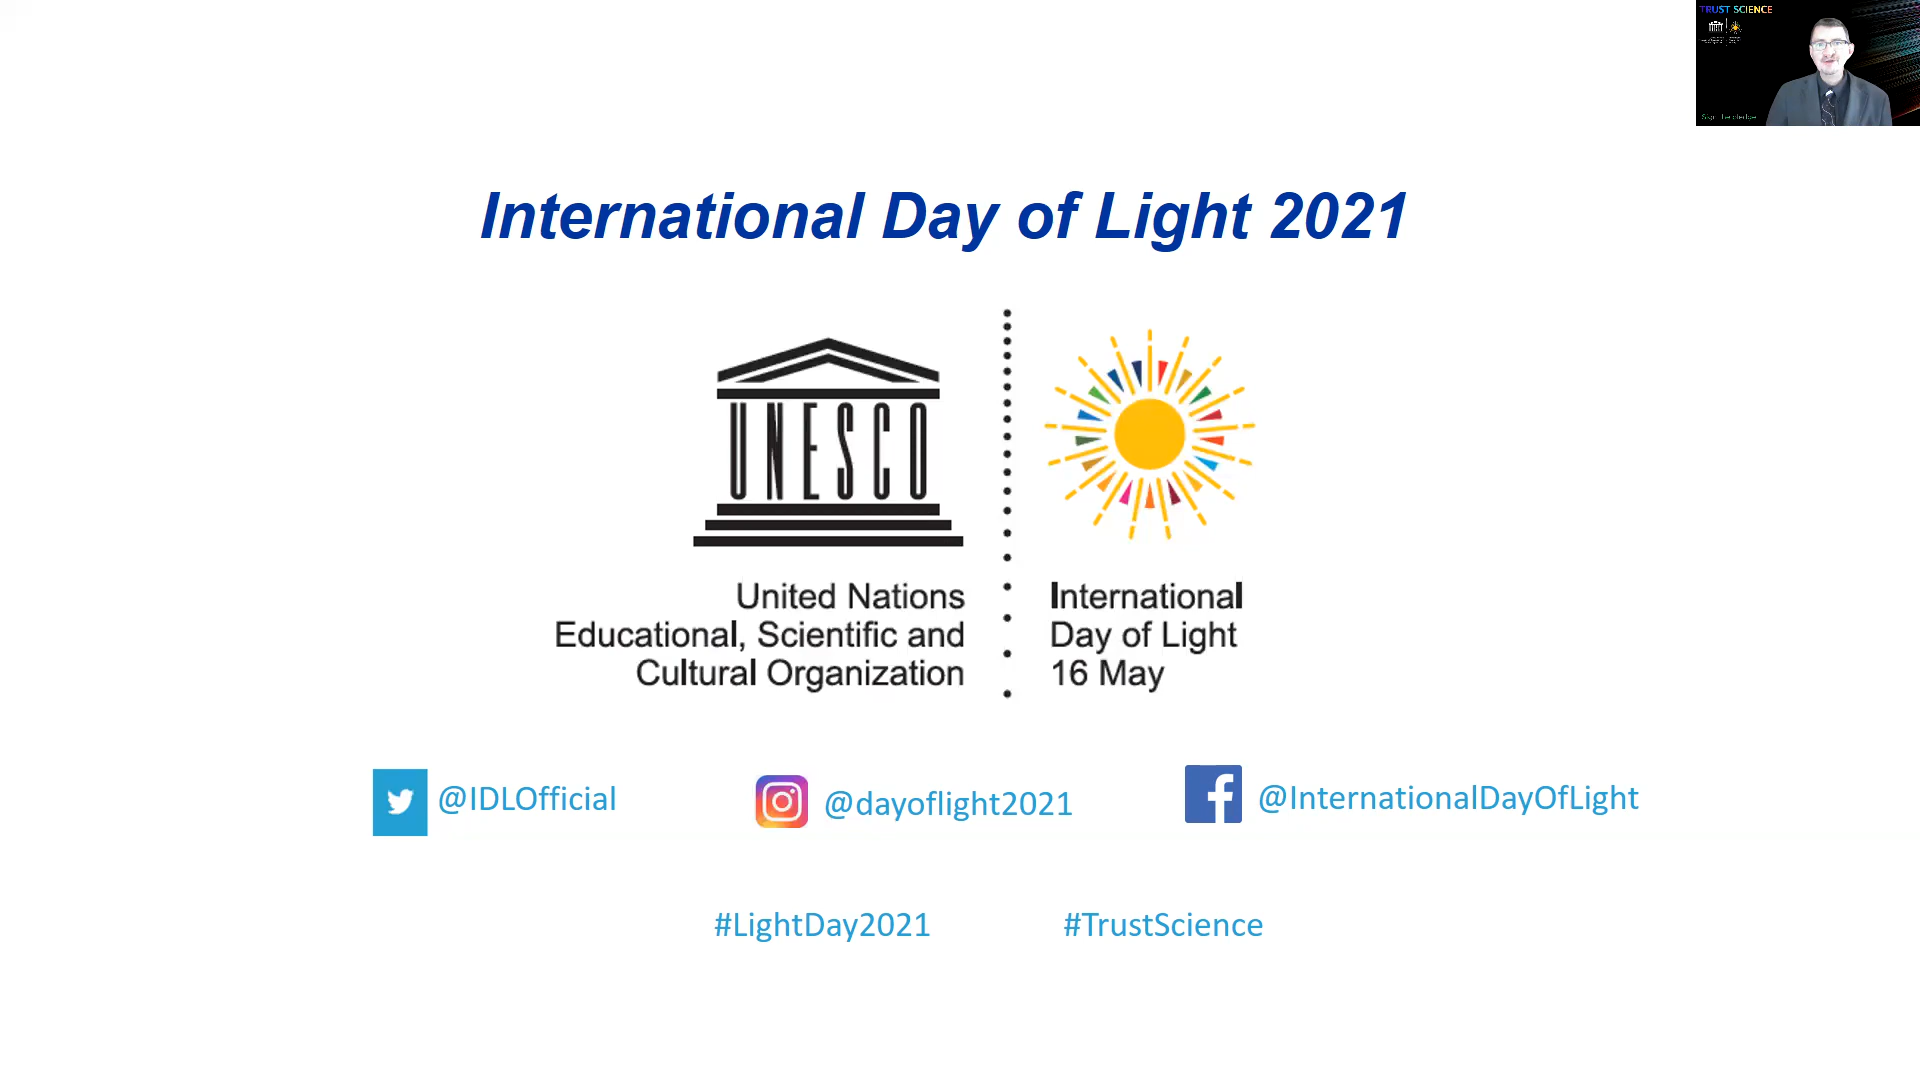 TRUST SCIENCE
International Day of Light 2021
UNESCO
United Nations
Educational, Scientific and
Cultural Organization
International
Day of Light
16 May
@IDLOfficial
@dayoflight2021
@InternationalDayOfLight
#LightDay2021
#TrustScience